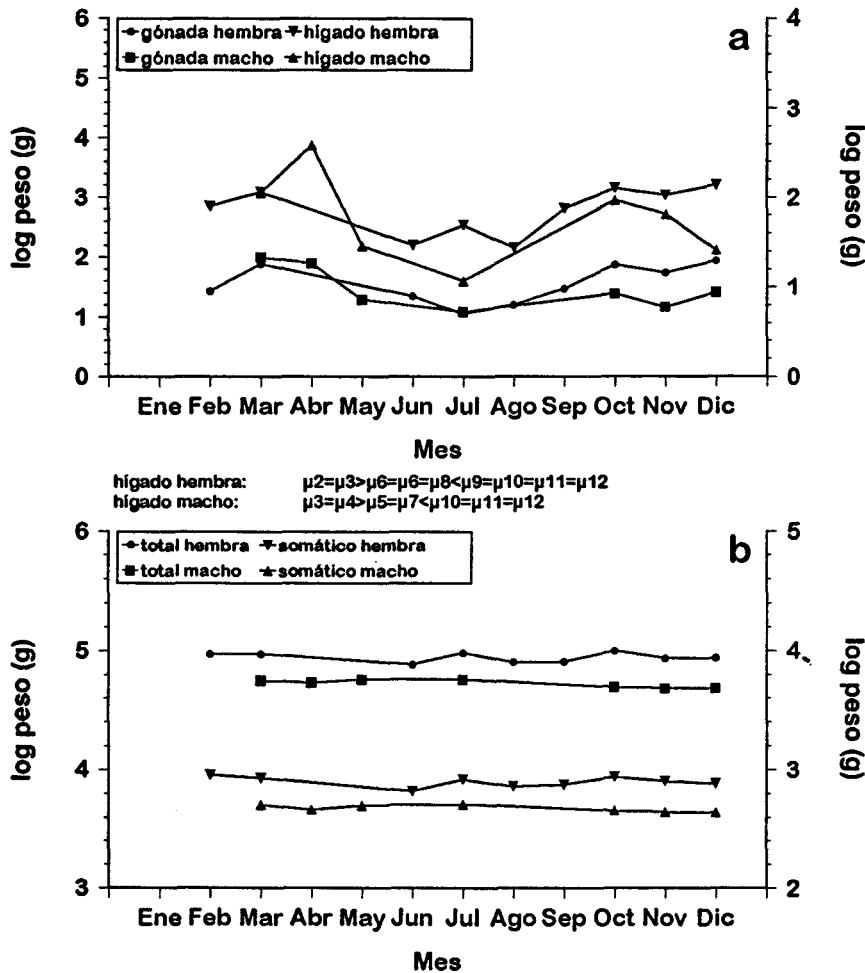 gónada hembra hígado hembra
gónada macho hígado macho
a
6
5
4
3
2
1
0
log peso (g)
4
3
2
1
0
log peso (g)
Ene Feb Mar Abr May Jun Jul Ago Sep Oct Nov Dic
Mes
hígado hembra: µ2=µ3>µ6=µ6=µ8<µ9=µ10=µ11=µ12
hígado macho: µ3=µ4>µ5=µ7<µ10=µ11=µ12
total hembra somático hembra
total macho somático macho
b
6
5
4
3
log peso (g)
5
4
3
2
log peso (g)
Ene Feb Mar Abr May Jun Jul Ago Sep Oct Nov Dic
Mes